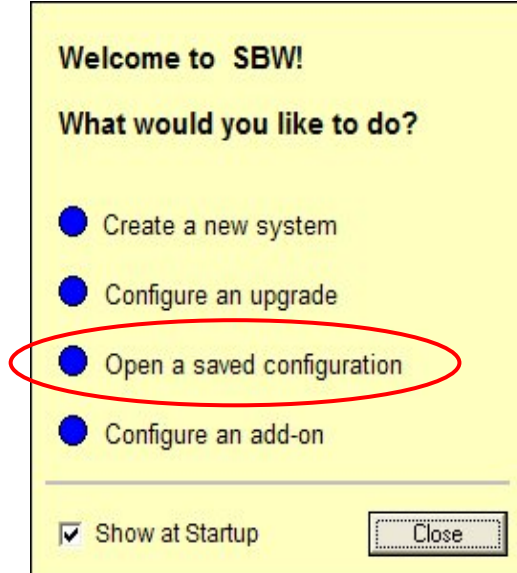 Welcome to SBW!
What would you like to do?
Create a new system
Configure an upgrade
Open a saved configuration
Configure an add-on
Show at Startup
Close